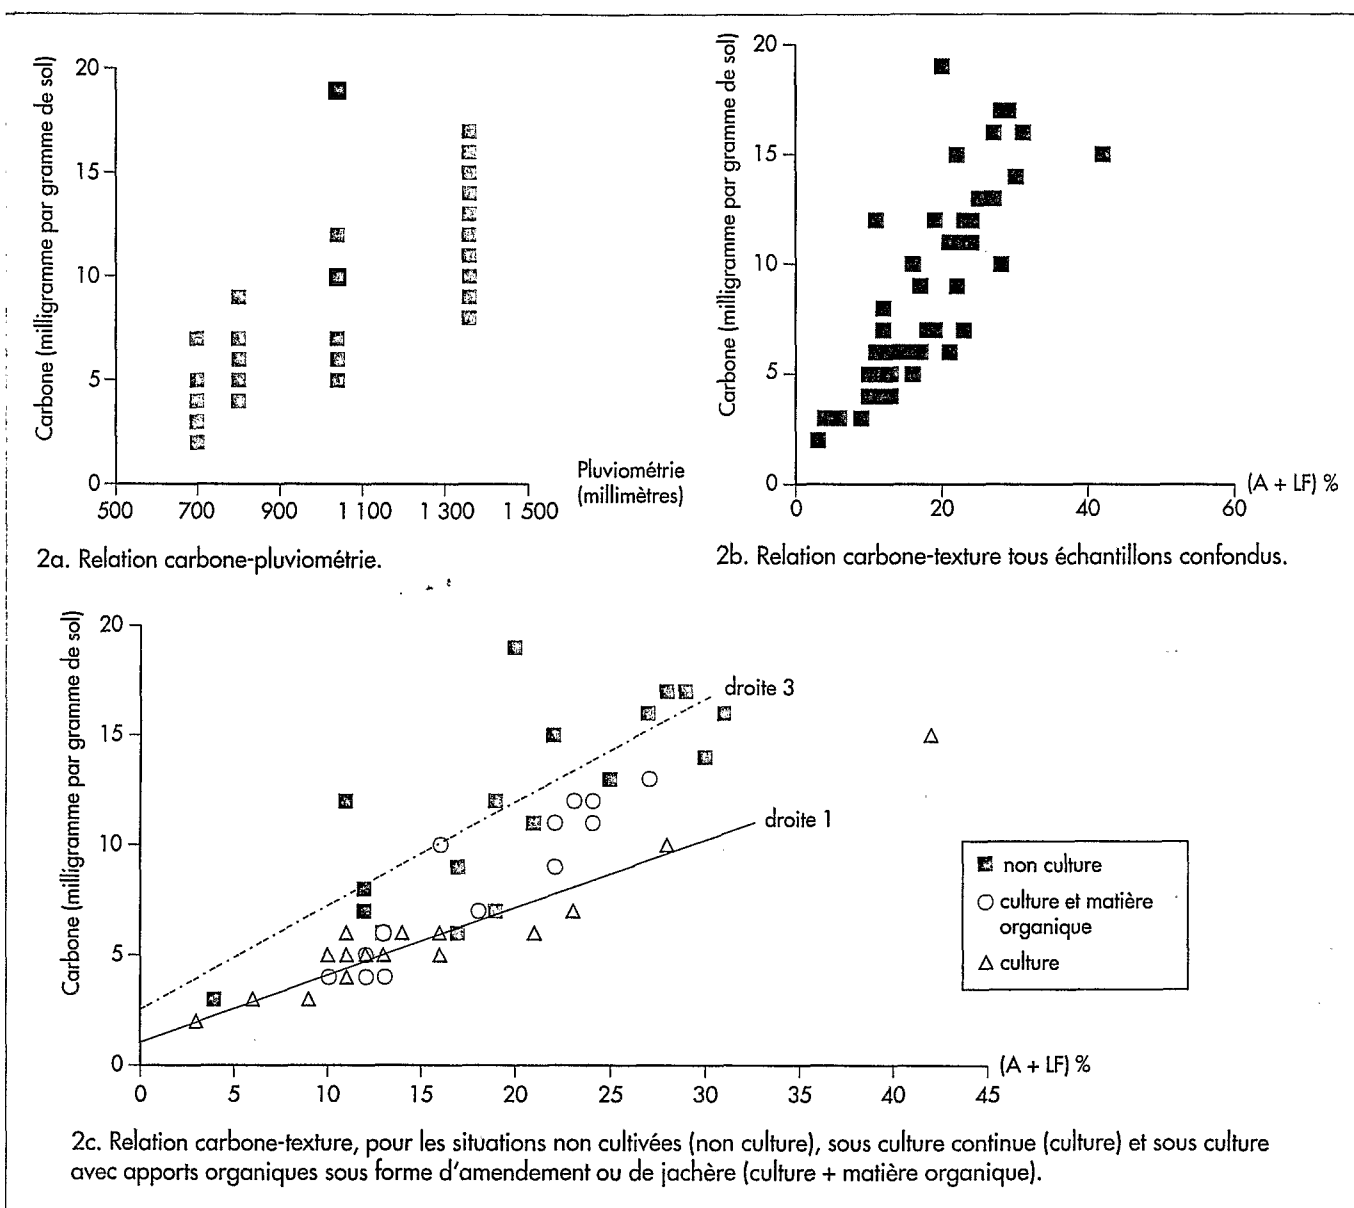 Carbone (milligramme par gramme de sol)
20
15
10
5
0
500 700 900 1 100 1 300 1 500
Pluviométrie
(millimètres)
2a. Relation carbone-pluviométrie.
Carbone (milligramme par gramme de sol)
20
15
10
5
0
0 20 40 60
(A + LF) %
2b. Relation carbone-texture tous échantillons confondus.
Carbone (milligramme par gramme de sol)
20
15
10
5
0
0 5 10 15 20 25 30 35 40 45
(A + LF) %
droite 3
droite 1
non culture
culture et matière
organique
culture
2c. Relation carbone-texture, pour les situations non cultivées (non culture), sous culture continue (culture) et sous culture
avec apports organiques sous forme d'amendement ou de jachère (culture + matière organique).